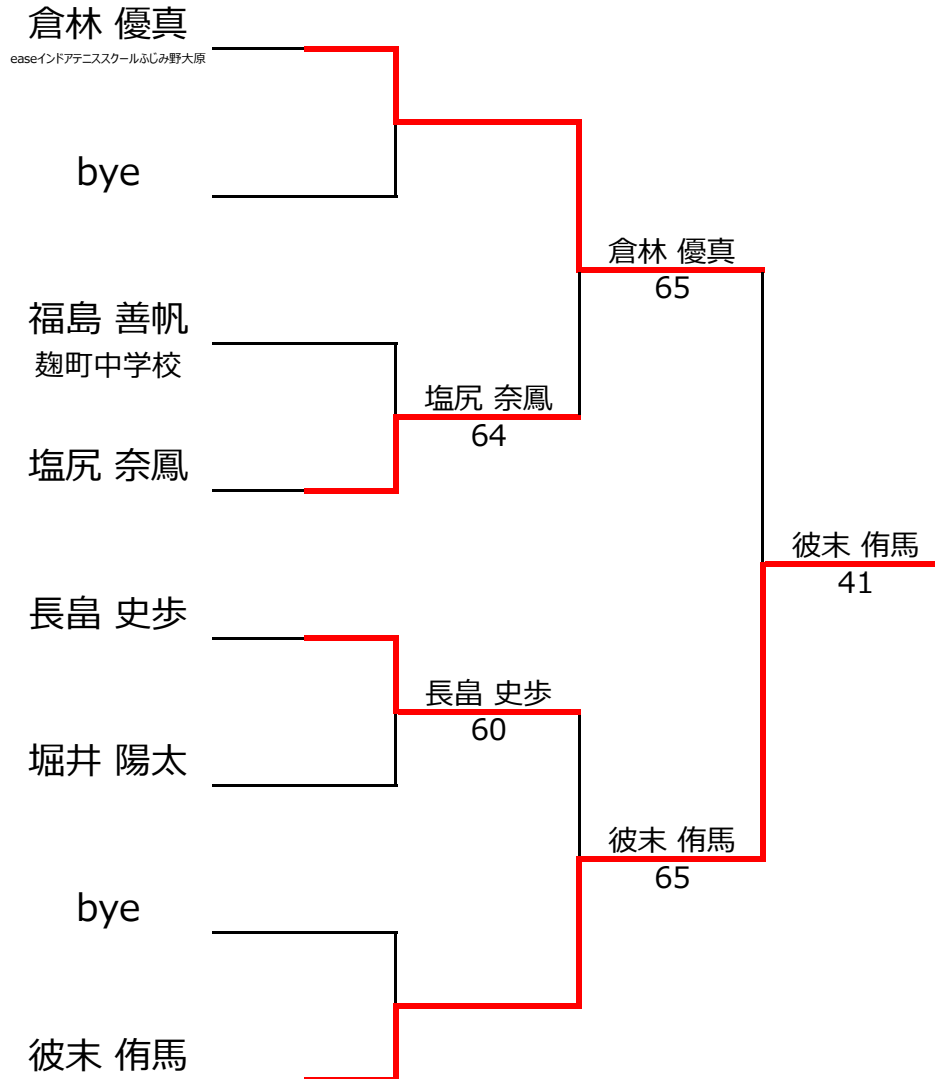 倉林 優真
easeインドアテニススクールふじみ野大原
bye
福島 善帆
麹町中学校
塩尻 奈鳳
長畠 史歩
堀井 陽太
bye
彼末 侑馬
塩尻 奈鳳
64
長畠 史歩
60
倉林 優真
65
彼末 侑馬
65
彼末 侑馬
41